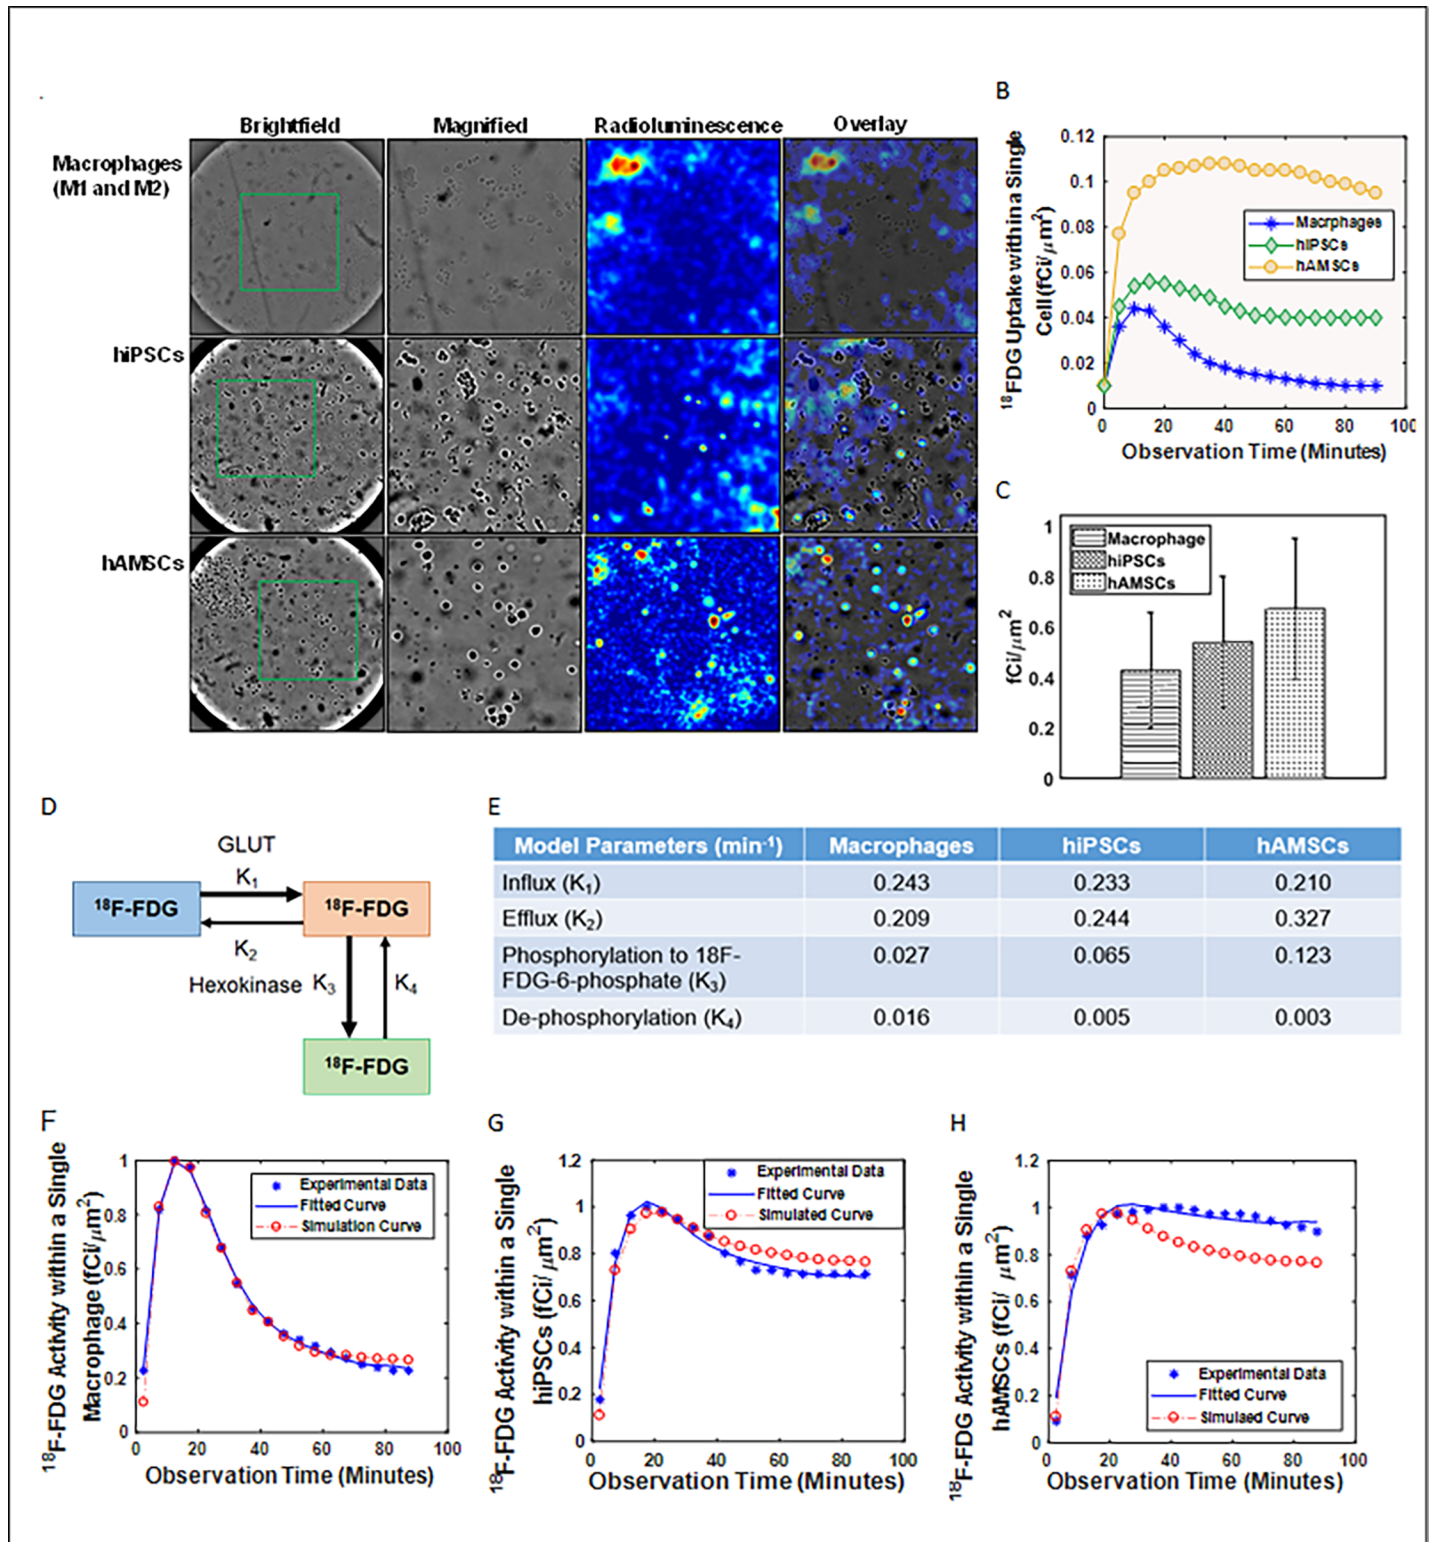 Brightfield Magnified Radioluminescence Overlay
Macrophages
(M1 and M2)
hiPSCs
hAMSCs
B
¹⁸FDG Uptake within a Single
Cell (fCi/μm²)
0.12
0.1
0.08
0.06
0.04
0.02
0
Macrphages
hiPSCs
hAMSCs
0 20 40 60 80 100
Observation Time (Minutes)
C
fCi/μm²
1
0.8
0.6
0.4
0.2
0
Macrophage
hiPSCs
hAMSCs
D
GLUT
K₁
¹⁸F-FDG ¹⁸F-FDG
K₂
Hexokinase K₃ K₄
¹⁸F-FDG
E
Model Parameters (min⁻¹) Macrophages hiPSCs hAMSCs
Influx (K₁) 0.243 0.233 0.210
Efflux (K₂) 0.209 0.244 0.327
Phosphorylation to 18F- 0.027 0.065 0.123
FDG-6-phosphate (K₃)
De-phosphorylation (K₄) 0.016 0.005 0.003
F
¹⁸F-FDG Activity within a Single
Macrophage (fCi/μm²)
1
0.8
0.6
0.4
0.2
0
Experimental Data
Fitted Curve
Simulation Curve
0 20 40 60 80 100
Observation Time (Minutes)
G
¹⁸F-FDG Activity within a Single
hiPSCs (fCi/ μm²)
1.2
1
0.8
0.6
0.4
0.2
0
Experimental Data
Fitted Curve
Simulated Curve
0 20 40 60 80 100
Observation Time (Minutes)
H
¹⁸F-FDG Activity within a Single
hAMSCs (fCi/ μm²)
1.2
1
0.8
0.6
0.4
0.2
0
Experimental Data
Fitted Curve
Simulaed Curve
0 20 40 60 80 100
Observation Time (Minutes)